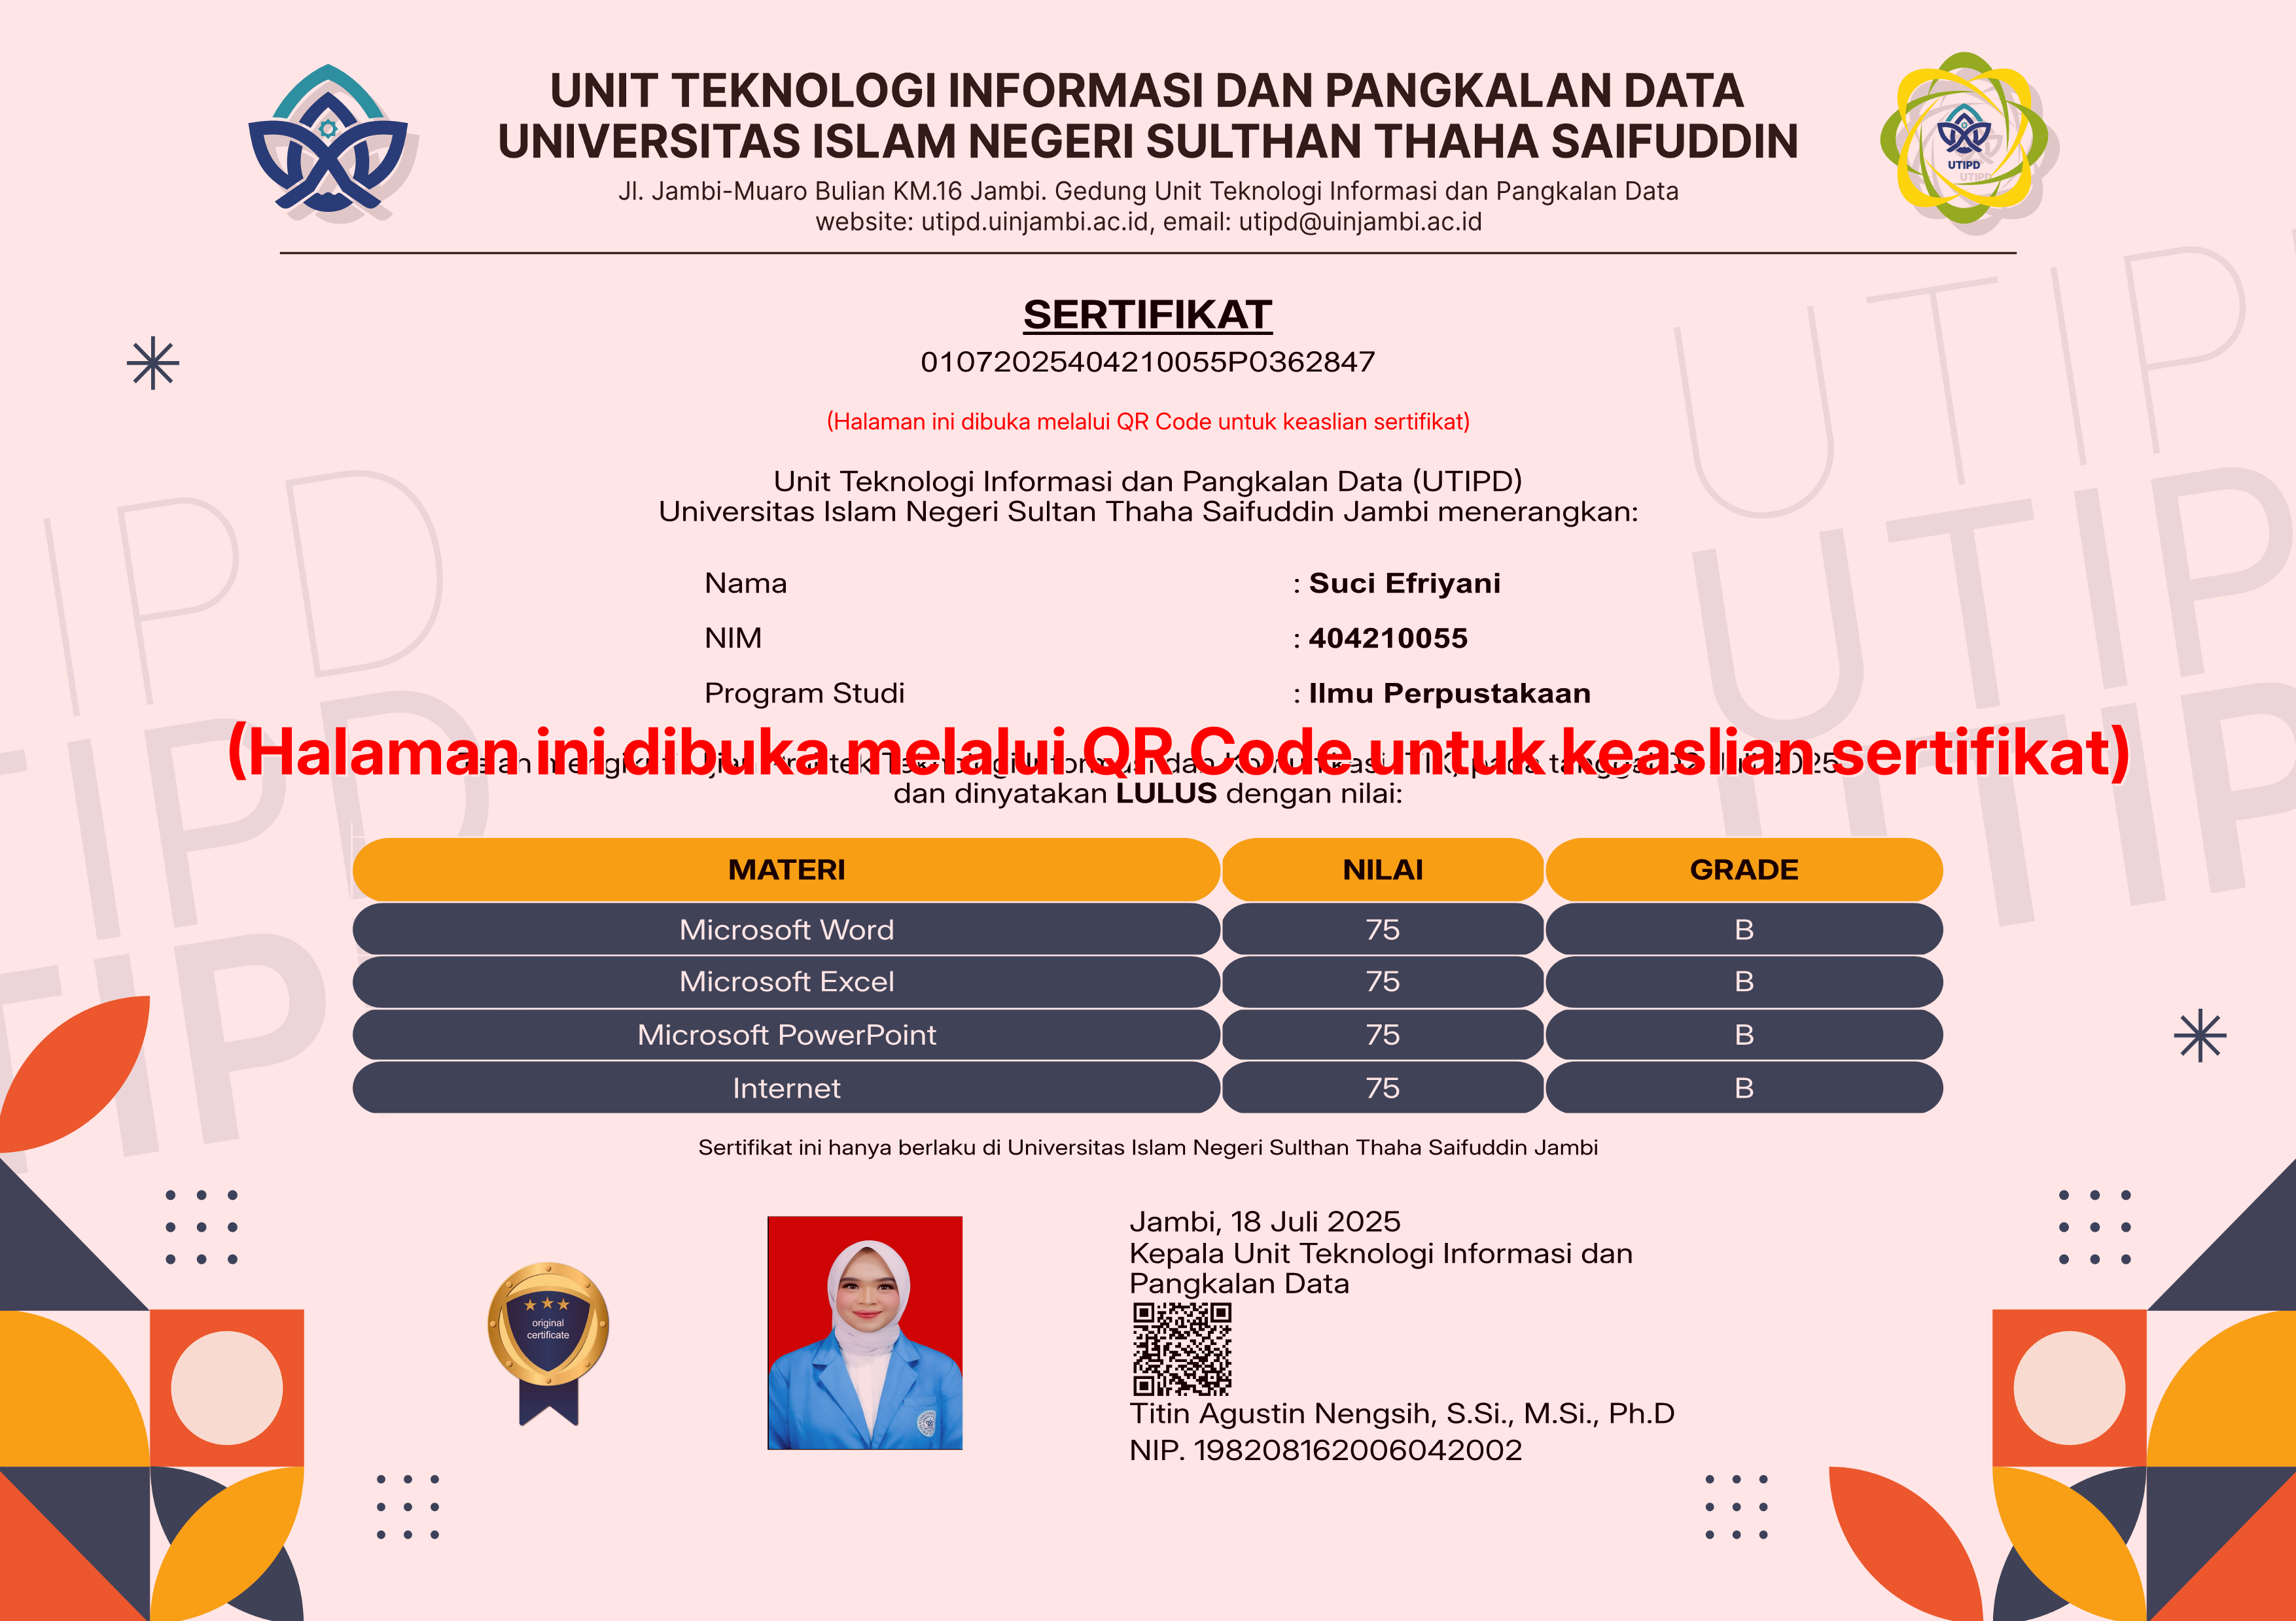 UNIT TEKNOLOGI INFORMASI DAN PANGKALAN DATA
UNIVERSITAS ISLAM NEGERI SULTHAN THAHA SAIFUDDIN
Jl. Jambi-Muaro Bulian KM.16 Jambi. Gedung Unit Teknologi Informasi dan Pangkalan Data
website: utipd.uinjambi.ac.id, email: utipd@uinjambi.ac.id
UTIPD
UTIPD
SERTIFIKAT
01072025404210055P0362847
(Halaman ini dibuka melalui QR Code untuk keaslian sertifikat)
Unit Teknologi Informasi dan Pangkalan Data (UTIPD)
Universitas Islam Negeri Sultan Thaha Saifuddin Jambi menerangkan:
Nama : Suci Efriyani
NIM : 404210055
Program Studi : Ilmu Perpustakaan
(Halaman ini dibuka melalui QR Code untuk keaslian sertifikat)
dan dinyatakan LULUS dengan nilai:
MATERI NILAI GRADE
Microsoft Word 75 B
Microsoft Excel 75 B
Microsoft PowerPoint 75 B
Internet 75 B
Sertifikat ini hanya berlaku di Universitas Islam Negeri Sulthan Thaha Saifuddin Jambi
original
certificate
Jambi, 18 Juli 2025
Kepala Unit Teknologi Informasi dan
Pangkalan Data
Titin Agustin Nengsih, S.Si., M.Si., Ph.D
NIP. 198208162006042002
UTIP
UTIP
UTIP
IPD
TIPD
TIP